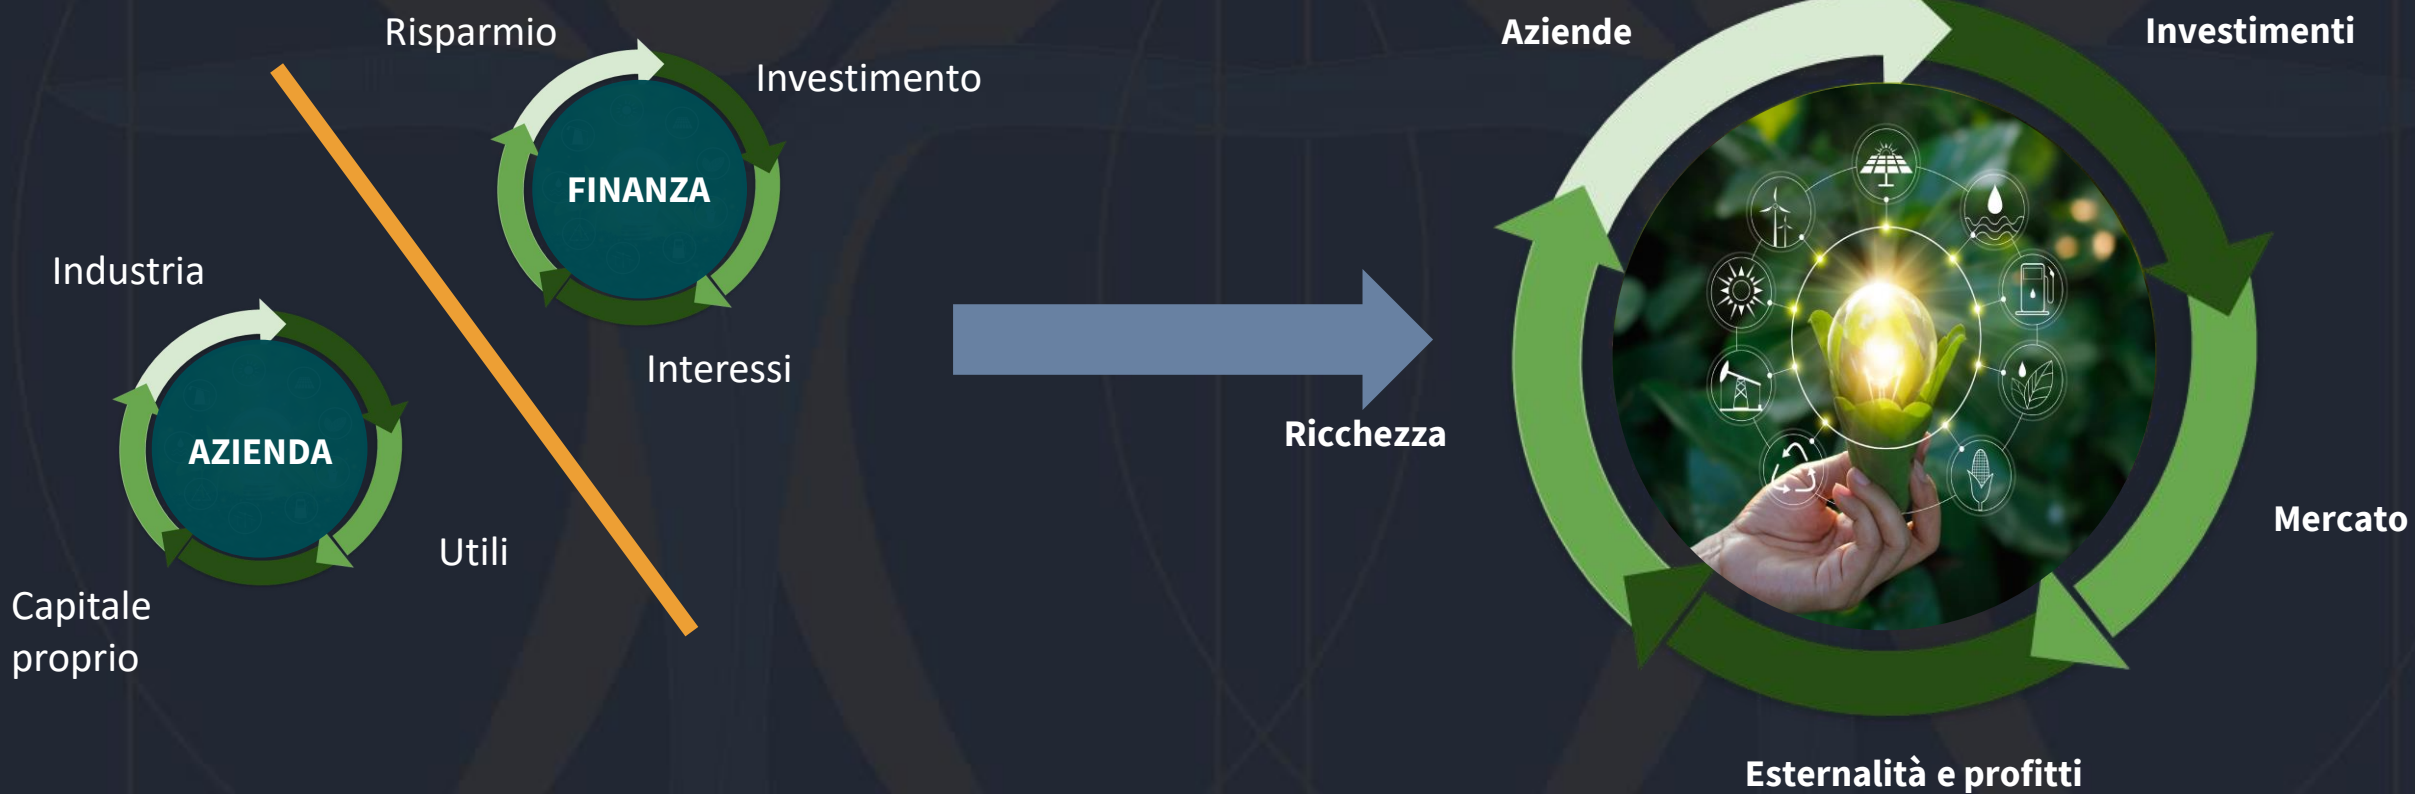 Risparmio
Investimento
FINANZA
Interessi
Industria
AZIENDA
Utili
Capitale
proprio
Aziende
Investimenti
Ricchezza
Mercato
Esternalità e profitti